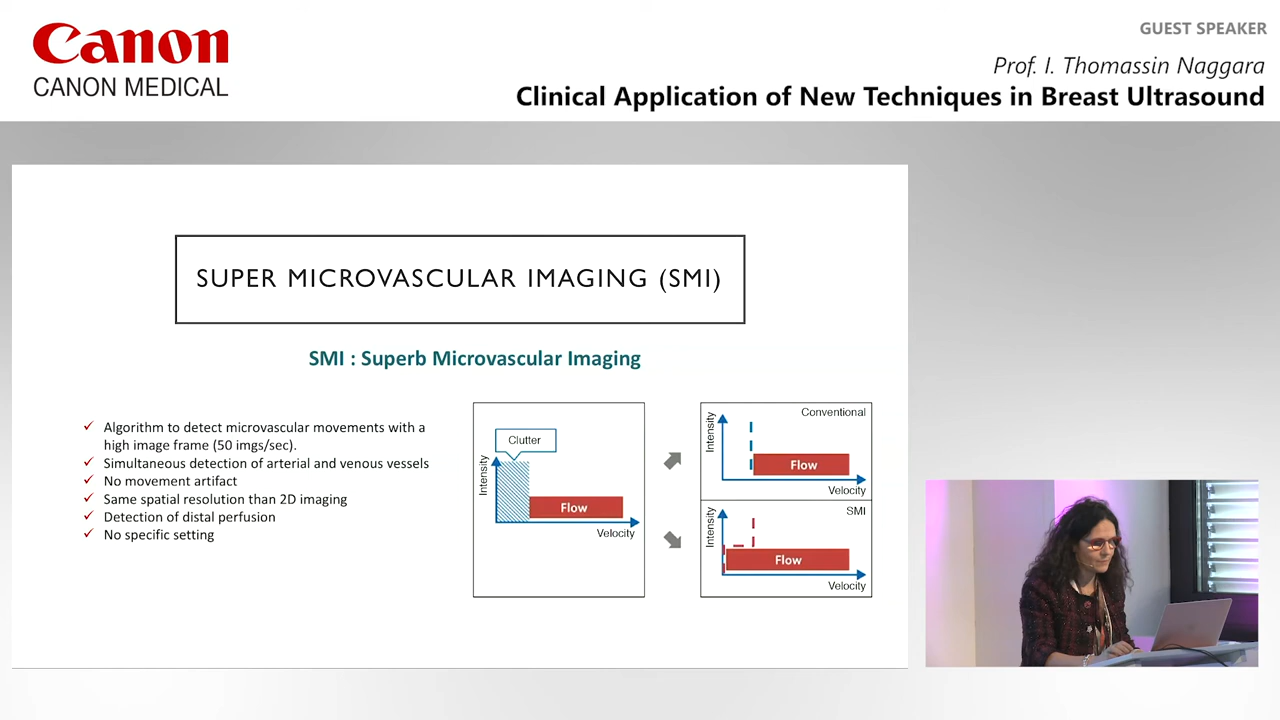 Canon
CANON MEDICAL
GUEST SPEAKER
Prof. I. Thomassin Naggara
Clinical Application of New Techniques in Breast Ultrasound
SUPER MICROVASCULAR IMAGING (SMI)
SMI : Superb Microvascular Imaging
Algorithm to detect microvascular movements with a
high image frame (50 imgs/sec).
Simultaneous detection of arterial and venous vessels
No movement artifact
Same spatial resolution than 2D imaging
Detection of distal perfusion
No specific setting
Clutter
Intensity
Flow
Velocity
Conventional
Intensity
Flow
Velocity
SMI
Intensity
Flow
Velocity